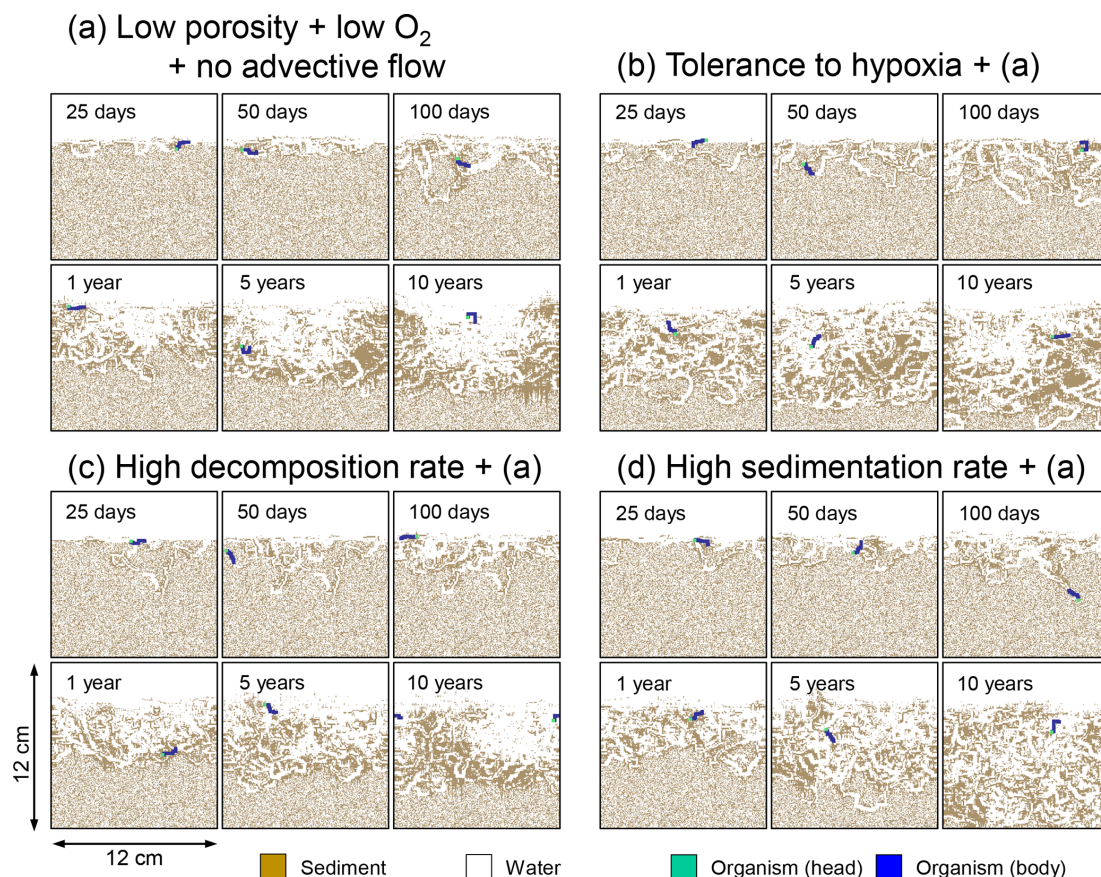 (a) Low porosity + low O₂
+ no advective flow
(b) Tolerance to hypoxia + (a)
25 days
50 days
100 days
25 days
50 days
100 days
1 year
5 years
10 years
1 year
5 years
10 years
(c) High decomposition rate + (a)
(d) High sedimentation rate + (a)
25 days
50 days
100 days
25 days
50 days
100 days
1 year
5 years
10 years
1 year
5 years
10 years
12 cm
12 cm
Sediment
Water
Organism (head)
Organism (body)